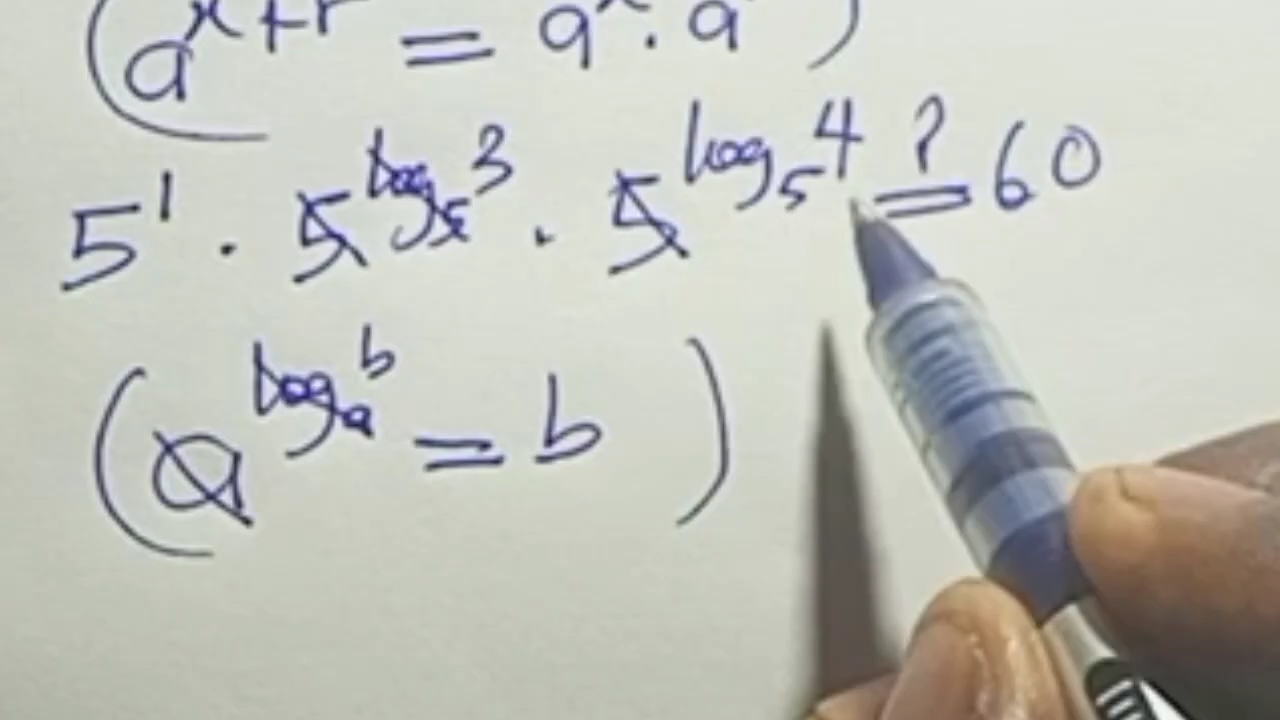 (a^x+r = a^x . a )
5^1 . 5^log_5 3 . 5^log_5 4 ?= 60
(a^log_a b = b)